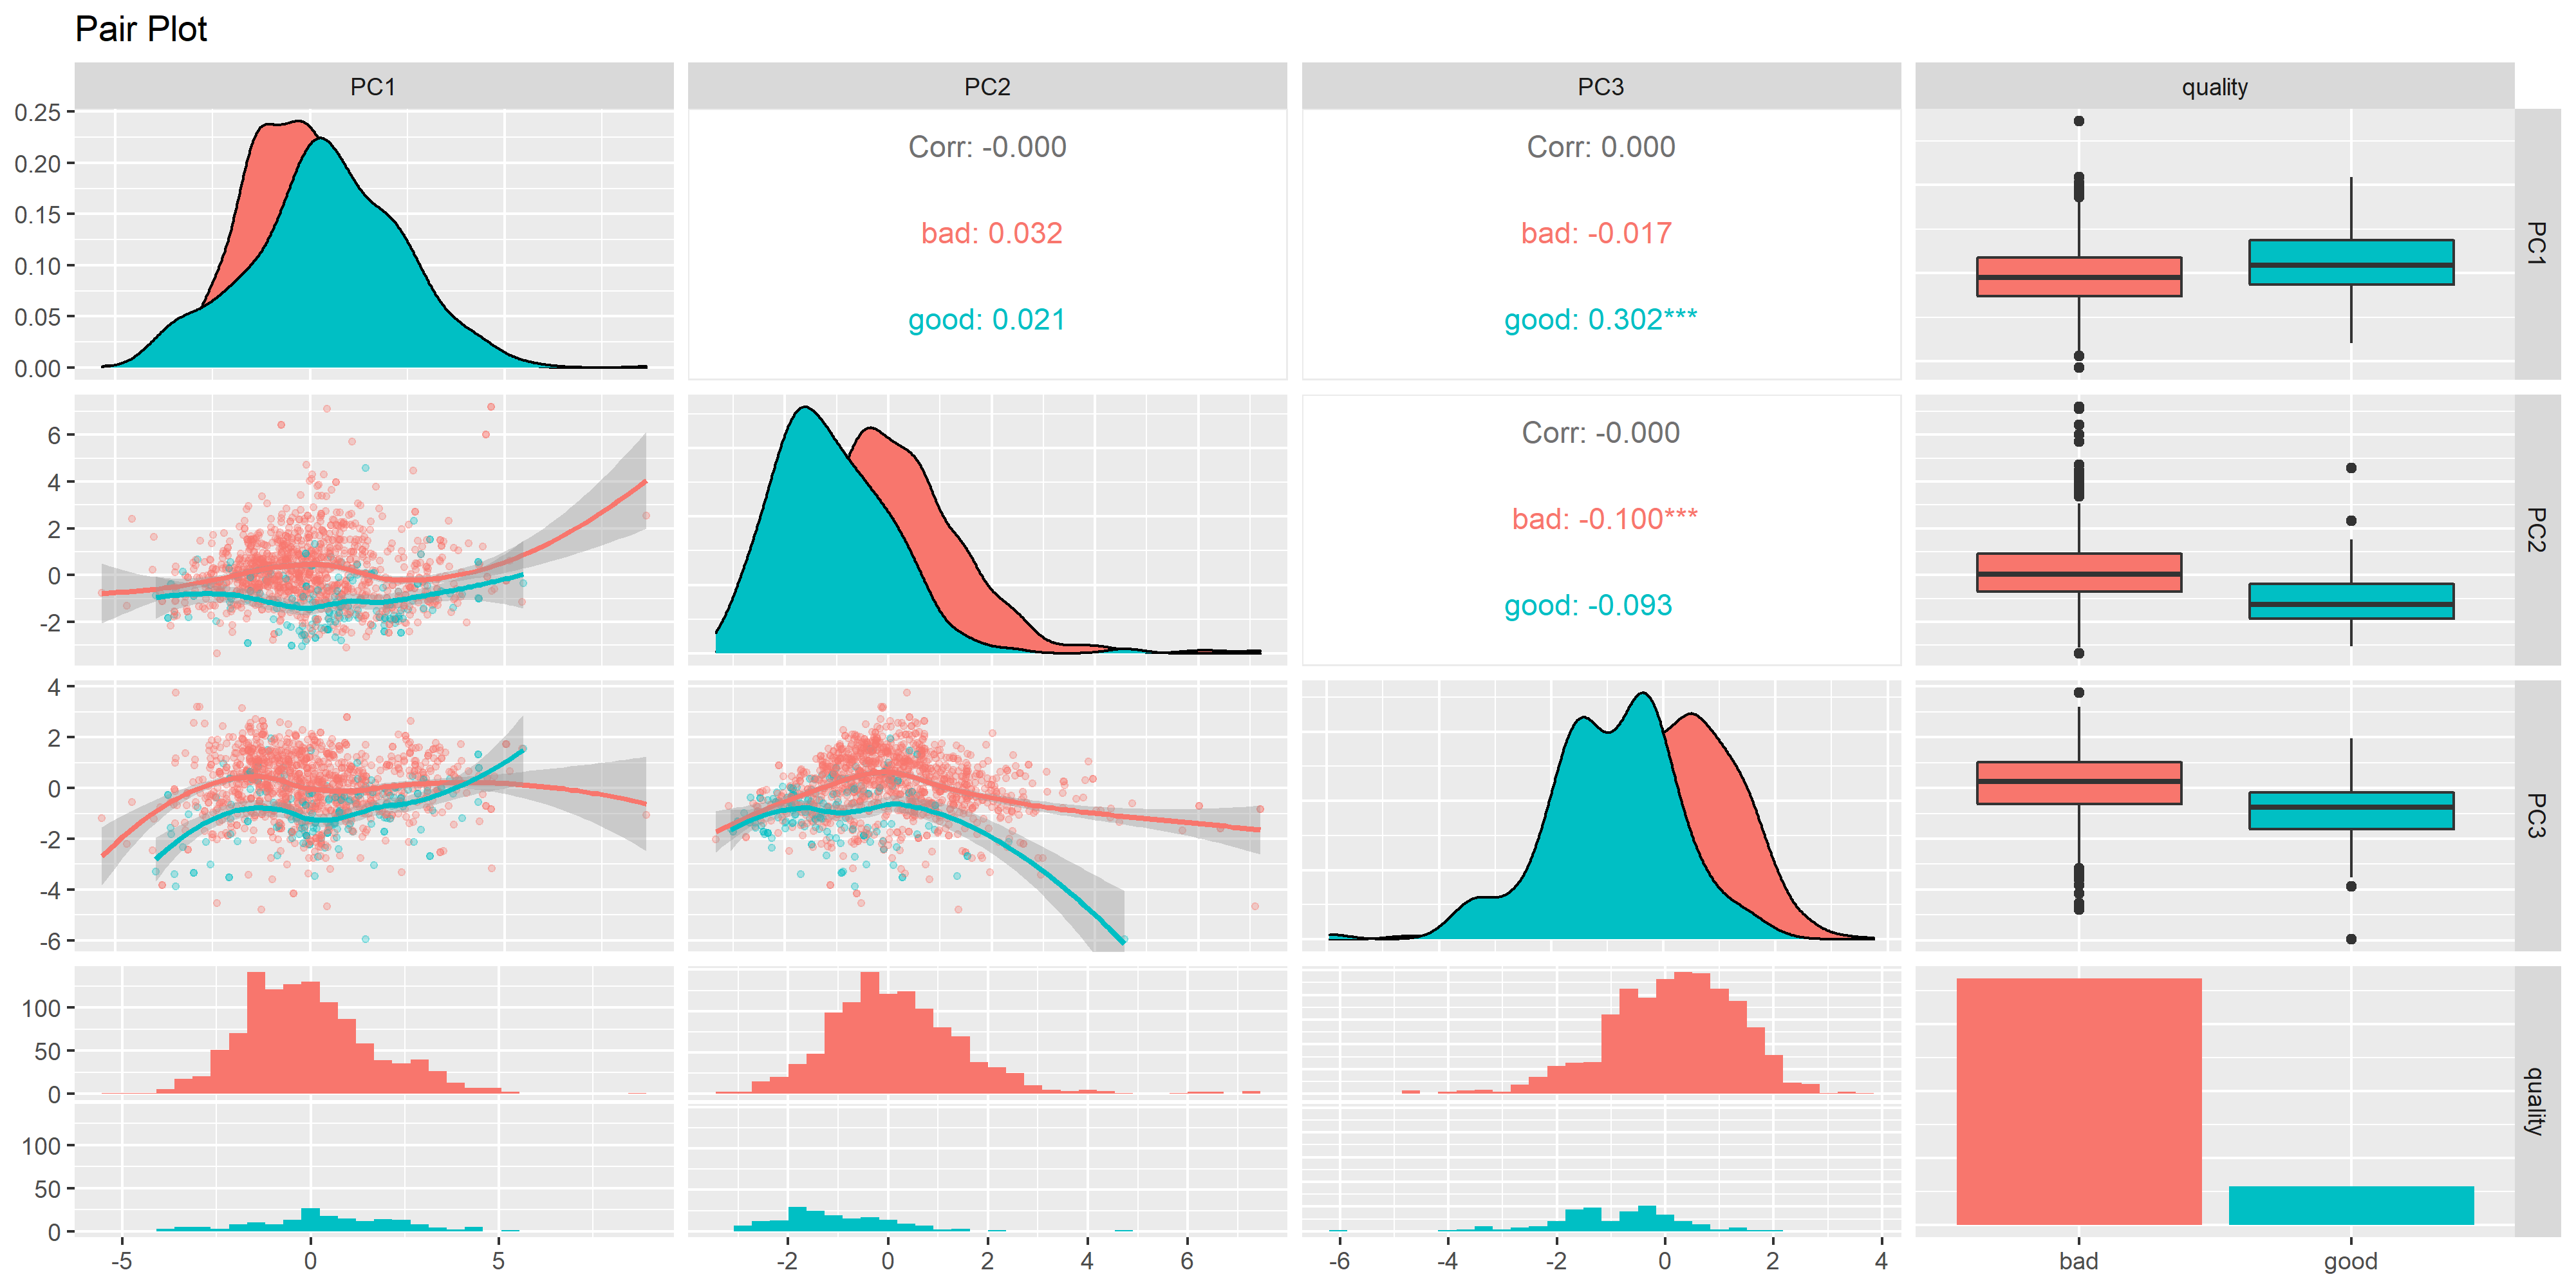 Pair Plot
PC1
PC2
PC3
quality
0.25
0.20
0.15
0.10
0.05
0.00
Corr: -0.000
bad: 0.032
good: 0.021
Corr: 0.000
bad: -0.017
good: 0.302***
PC1
6
4
2
0
-2
Corr: -0.000
bad: -0.100***
good: -0.093
PC2
4
2
0
-2
-4
-6
PC3
100
50
0
100
50
0
quality
-5 0 5
-2 0 2 4 6
-6 -4 -2 0 2 4
bad good